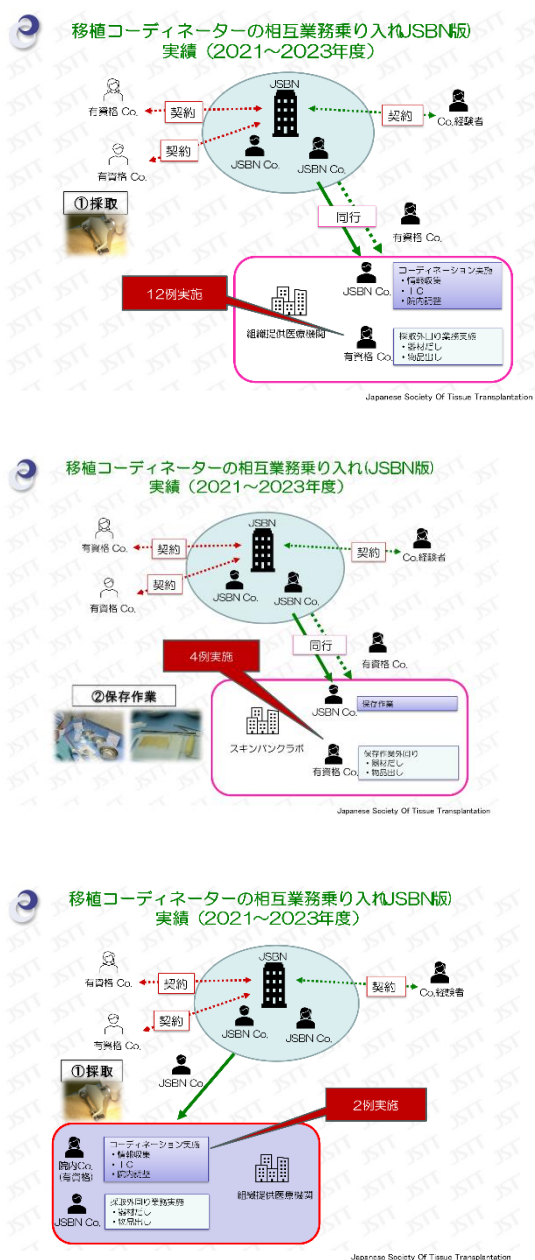 移植コーディネーターの相互業務乗り入れJSBN版)
実績(2021~2023年度)
JSBN
有資格 Co.
契約
契約
Co.経験者
有資格 Co.
契約
JSBN Co.
JSBN Co.
①採取
同行
有資格 Co.
コーディネーション実施
・情報収集
・IC
・院内調整
JSBN Co.
12例実施
組織提供医療機関
採取外回り業務実施
・器材だし
・物品出し
有資格 Co.
Japanese Society Of Tissue Transplantation
移植コーディネーターの相互業務乗り入れ(JSBN版)
実績(2021~2023年度)
JSBN
有資格 Co.
契約
契約
Co.経験者
契約
JSBN Co.
JSBN Co.
有資格 Co.
同行
4例実施
有資格 Co.
②保存作業
保存作業
JSBN Co.
スキンバンクラボ
保存作業外回り
・器材だし
・物品出し
有資格 Co.
Japanese Society Of Tissue Transplantation
移植コーディネーターの相互業務乗り入れJSBN版)
実績(2021~2023年度)
JSBN
有資格 Co.
契約
契約
Co.経験者
契約
有資格 Co.
JSBN Co.
JSBN Co.
①採取
JSBN Co.
2例実施
コーディネーション実施
・情報収集
・IC
・院内調整
院内Co.
(有資格)
組織提供医療機関
採取外回り業務実施
・器材だし
・物品出し
JSBN Co.
Japanese Society Of Tissue Transplantation